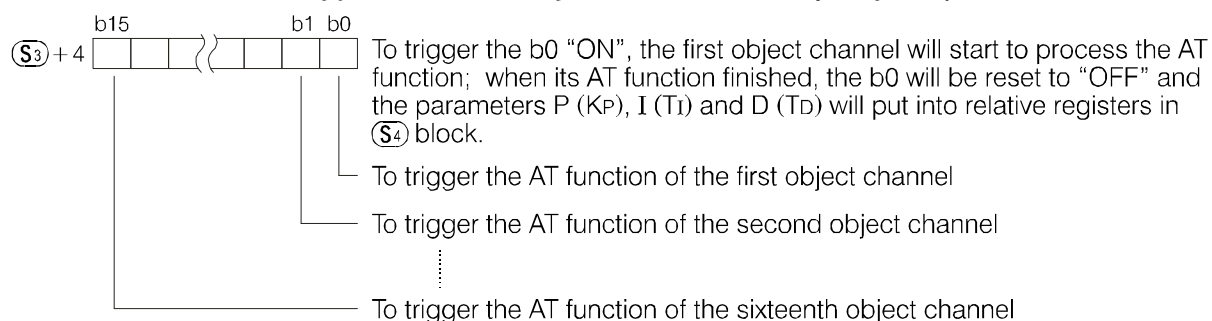 b15 b1 b0
S3+4 To trigger the b0 “ON”, the first object channel will start to process the AT
function; when its AT function finished, the b0 will be reset to “OFF” and
the parameters P (KP), I (TI) and D (TD) will put into relative registers in
S4 block.
To trigger the AT function of the first object channel
To trigger the AT function of the second object channel
To trigger the AT function of the sixteenth object channel